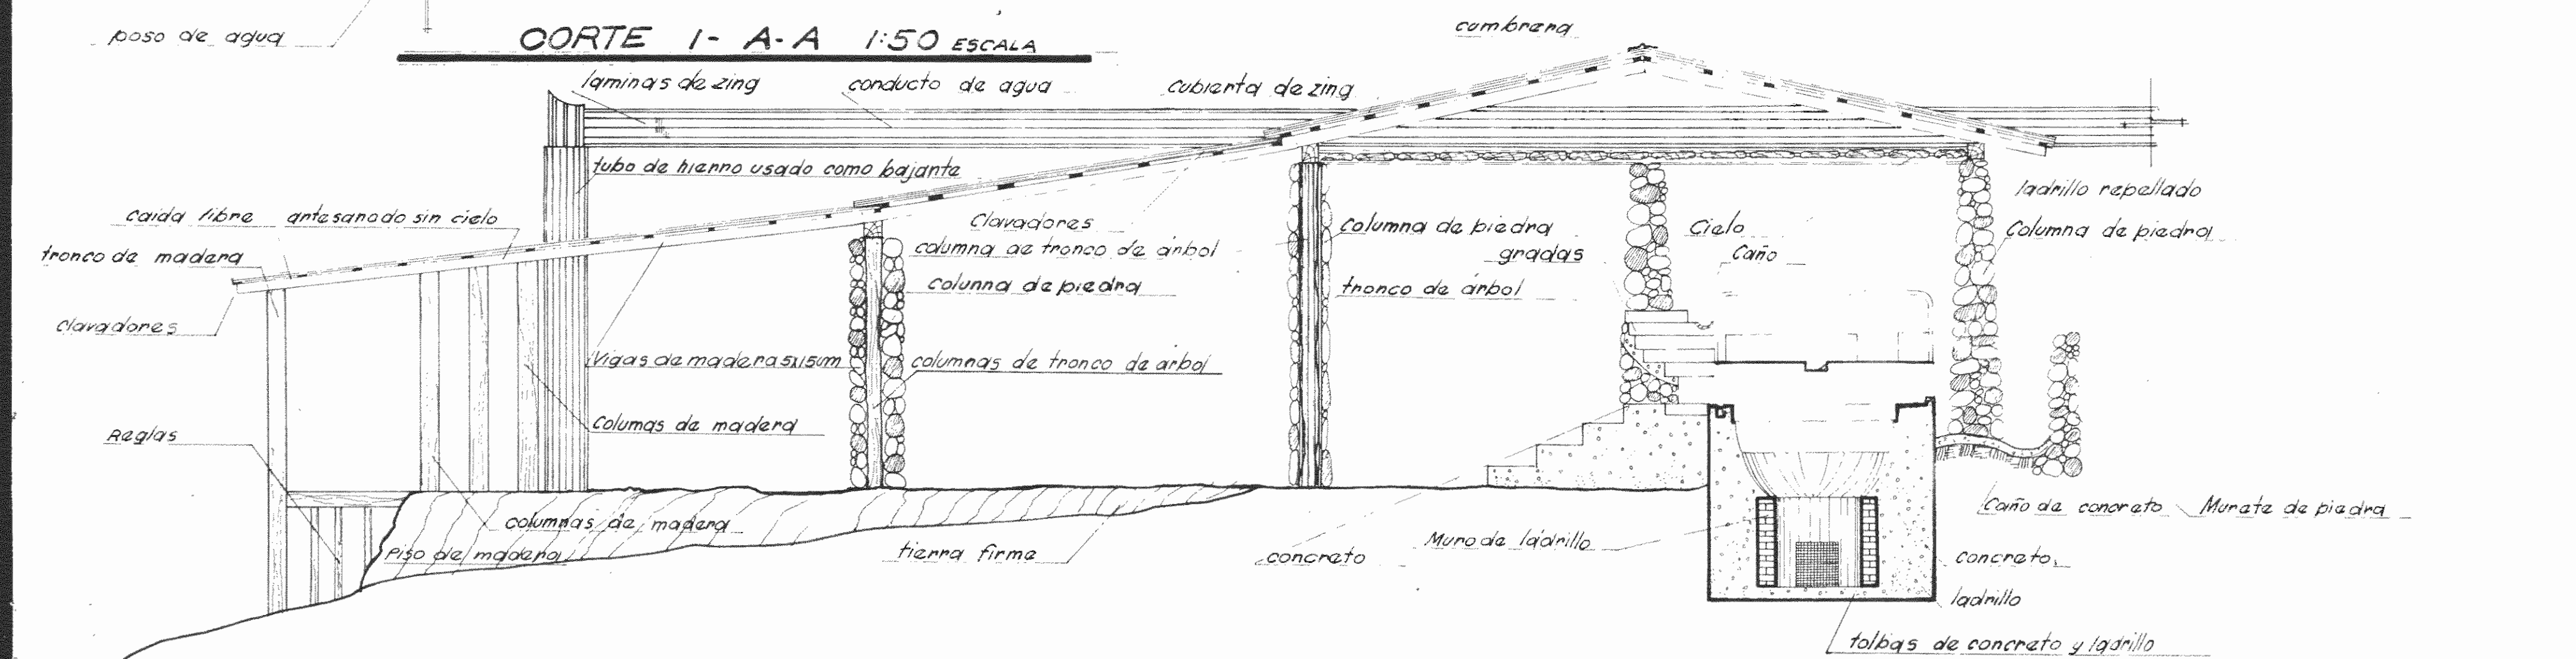 poso de agua
CORTE 1- A-A 1:50 ESCALA
cumbrera
laminas de zing
conducto de agua
cubierta de zing
tubo de hierro usado como bajante
ladrillo repellado
caida libre
artesanado sin cielo
Clavadores
columna de piedra
Cielo
Columna de piedra
tronco de madera
columna de tronco de árbol
gradas
Caño
colunna de piedra
tronco de árbol
clavadores
Vigas de madera 5x15cm
columnas de tronco de árbol
Columas de madera
Reglas
Caño de concreto
Murete de piedra
columnas de madera
Piso de madera
tierra firme
concreto
Muro de ladrillo
concreto
ladrillo
tolbas de concreto y ladrillo